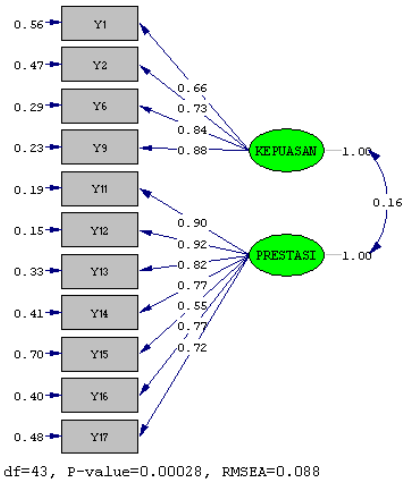 0.56 Y1
0.47 Y2
0.29 Y6
0.23 Y9
0.19 Y11
0.15 Y12
0.33 Y13
0.41 Y14
0.70 Y15
0.40 Y16
0.48 Y17
0.66
0.73
0.84
0.88
0.90
0.92
0.82
0.77
0.55
0.77
0.72
KEPUASAN 1.00
0.16
PRESTASI 1.00
df=43, P-value=0.00028, RMSEA=0.088